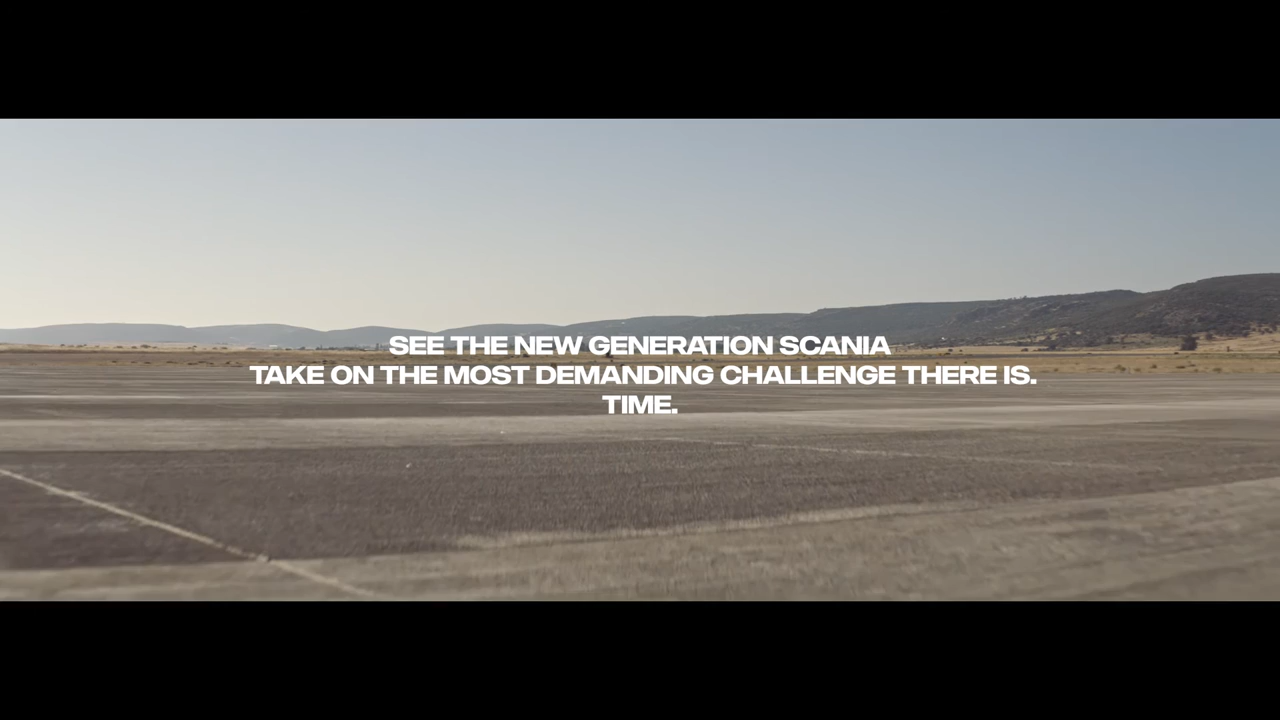 SEE THE NEW GENERATION SCANIA
TAKE ON THE MOST DEMANDING CHALLENGE THERE IS.
TIME.